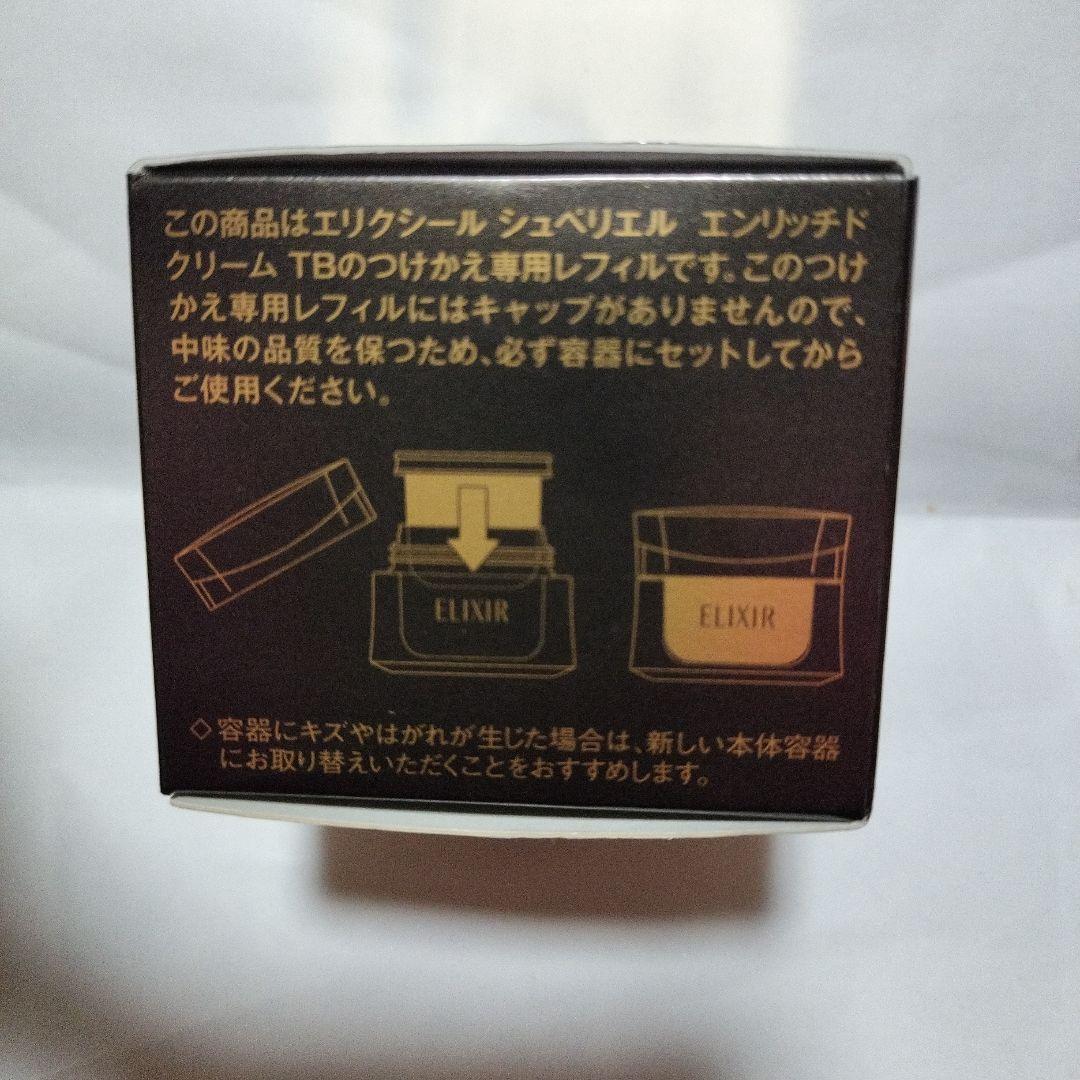 この商品はエリクシール シュペリエル エンリッチド
クリーム TBのつけかえ専用レフィルです。このつけ
かえ専用レフィルにはキャップがありませんので、
中味の品質を保つため、必ず容器にセットしてから
ご使用ください。
ELIXIR
ELIXIR
◇容器にキズやはがれが生じた場合は、新しい本体容器
にお取り替えいただくことをおすすめします。